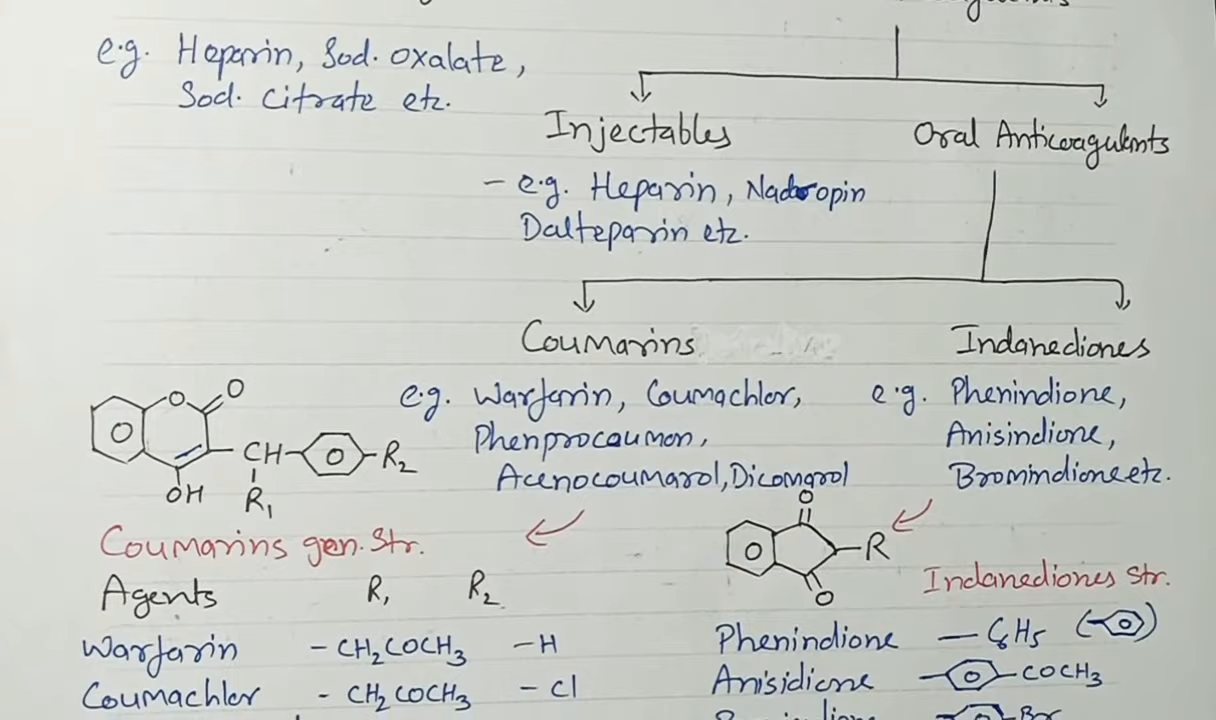 e.g. Heparin, Sod. oxalate,
Sod. Citrate etc.
Injectables
Oral Anticoagulants
- e.g. Heparin, Nadropin
Dalteparin etc.
Coumarins
Indanediones
e.g. Warfarin, Coumachlor,
Phenprocoumon,
Acenocoumarol, Dicomarol
e.g. Phenindione,
Anisindione,
Bromindione etc.
O
O
CH
R₂
OH
R₁
Coumarins gen. Str.
O
R
O
Indanediones Str.
Agents R₁ R₂
Warfarin - CH₂COCH₃ - H
Coumachlor - CH₂COCH₃ - Cl
Phenindione - C₆H₅
Anisidione - COCH₃
Br